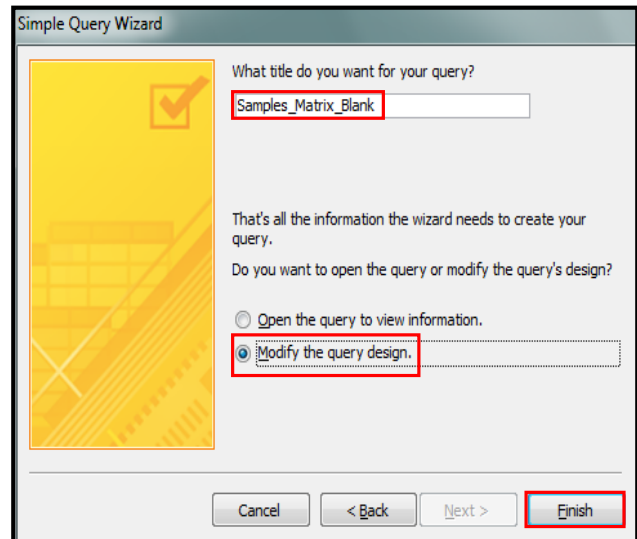 Simple Query Wizard
What title do you want for your query?
Samples_Matrix_Blank
That's all the information the wizard needs to create your
query.
Do you want to open the query or modify the query's design?
Open the query to view information.
Modify the query design.
Cancel
< Back
Next >
Finish